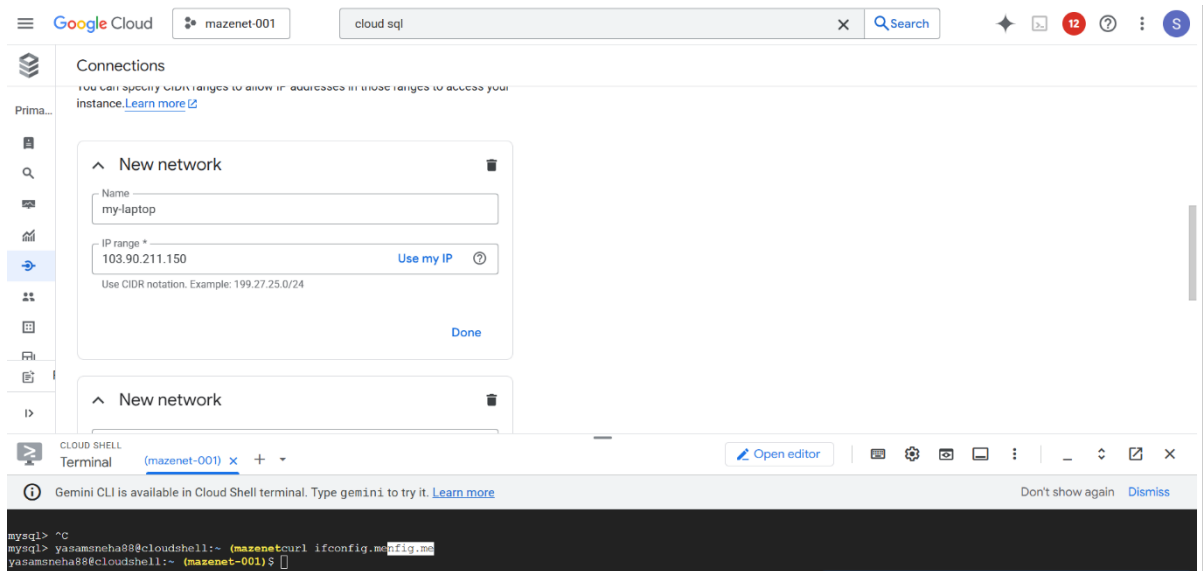 Google Cloud mazenet-001 cloud sql Search 12 S
Connections
You can specify CIDR ranges to allow IP addresses in those ranges to access your
instance.Learn more
Prima...
New network
Name
my-laptop
IP range *
103.90.211.150 Use my IP
Use CIDR notation. Example: 199.27.25.0/24
Done
New network
CLOUD SHELL
Terminal (mazenet-001) Open editor
Gemini CLI is available in Cloud Shell terminal. Type gemini to try it. Learn more Don't show again Dismiss
mysql> ^C
mysql> yasamsneha88@cloudshell:~ (mazenetcurl ifconfig.menfig.me
yasamsneha88@cloudshell:~ (mazenet-001)$